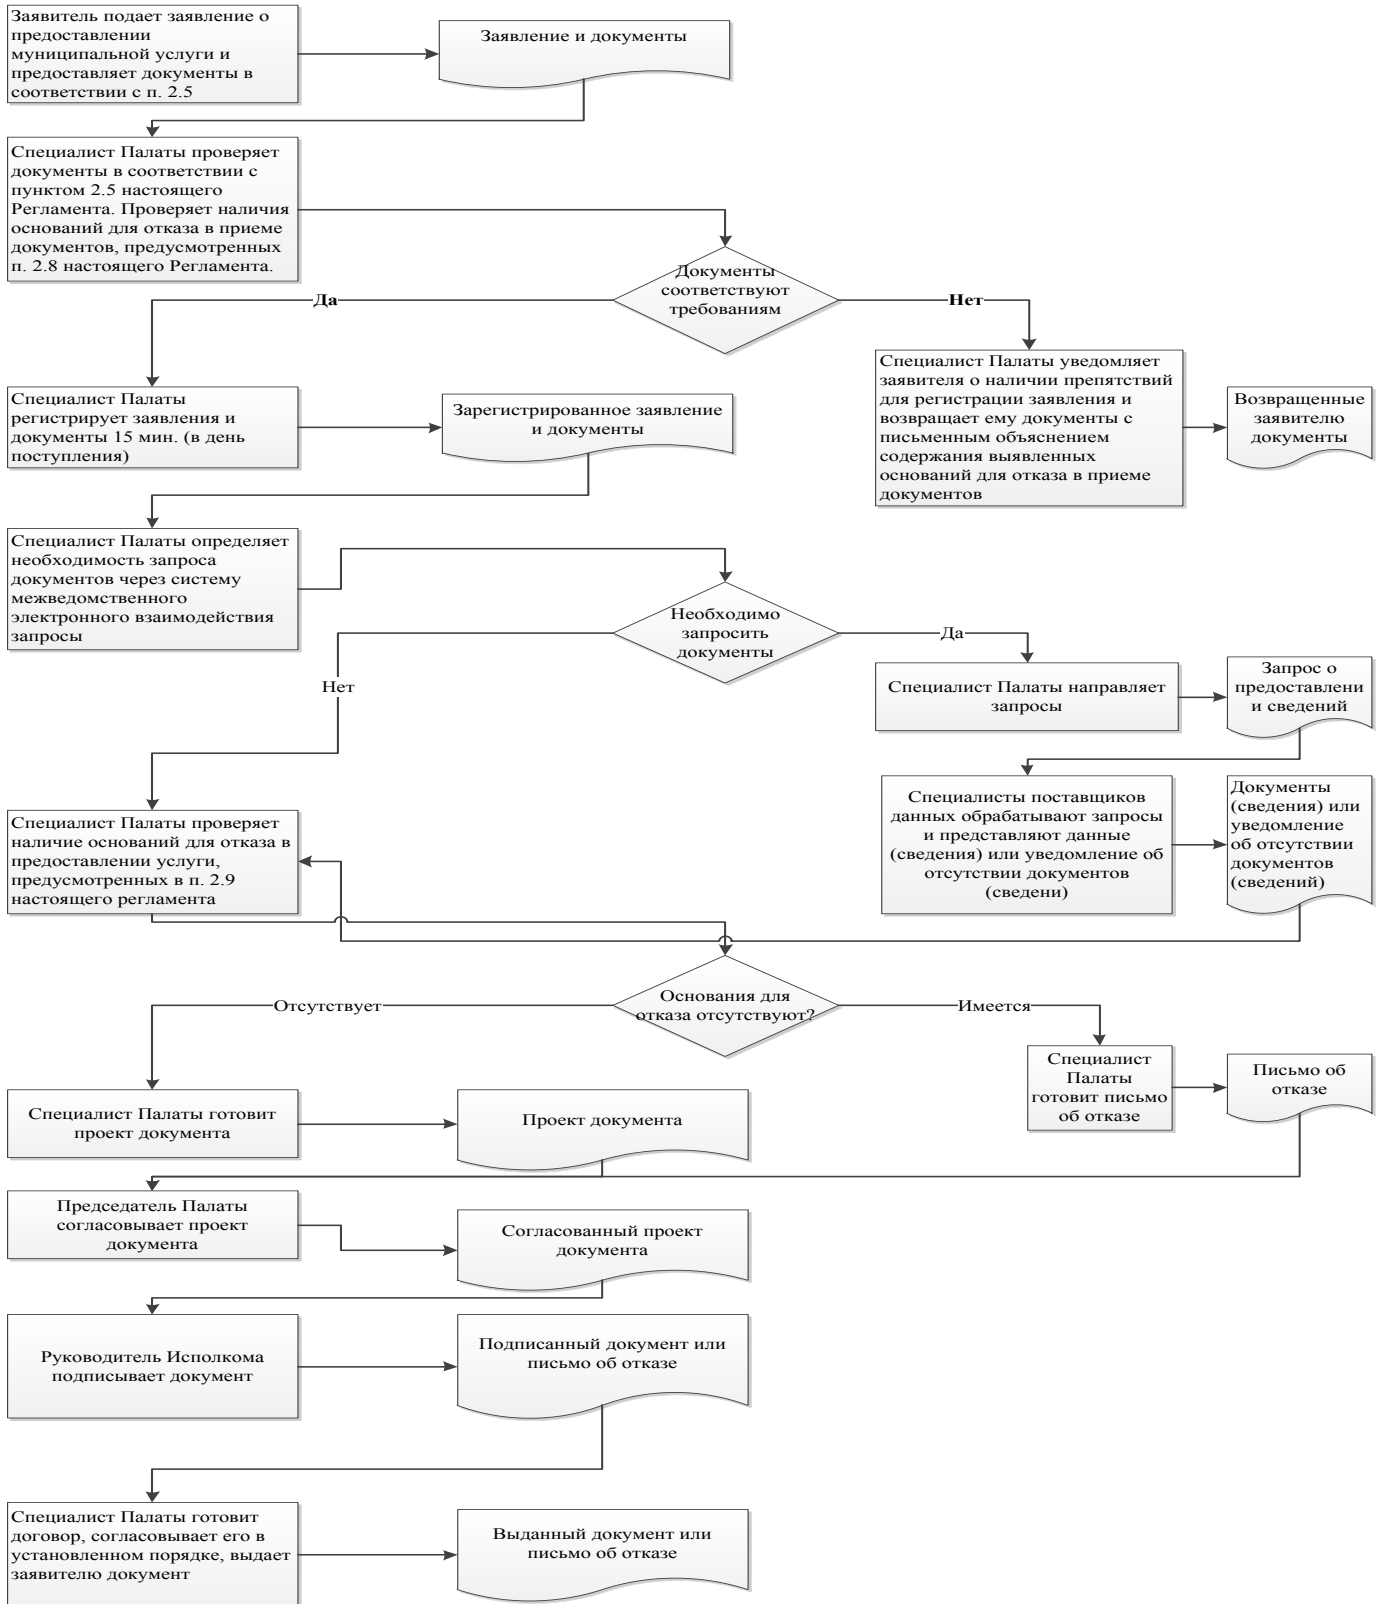 Заявитель подает заявление о
предоставлении
муниципальной услуги и
предоставляет документы в
соответствии с п. 2.5
Заявление и документы
Специалист Палаты проверяет
документы в соответствии с
пунктом 2.5 настоящего
Регламента. Проверяет наличия
оснований для отказа в приеме
документов, предусмотренных
п. 2.8 настоящего Регламента.
Документы
соответствуют
требованиям
Да
Нет
Специалист Палаты
регистрирует заявления и
документы 15 мин. (в день
поступления)
Зарегистрированное заявление
и документы
Специалист Палаты уведомляет
заявителя о наличии препятствий
для регистрации заявления и
возвращает ему документы с
письменным объяснением
содержания выявленных
оснований для отказа в приеме
документов
Возвращенные
заявителю
документы
Специалист Палаты определяет
необходимость запроса
документов через систему
межведомственного
электронного взаимодействия
запросы
Необходимо
запросить
документы
Да
Нет
Специалист Палаты направляет
запросы
Запрос о
предоставлени
и сведений
Специалисты поставщиков
данных обрабатывают запросы
и представляют данные
(сведения) или уведомление об
отсутствии документов
(сведени)
Документы
(сведения) или
уведомление
об отсутствии
документов
(сведений)
Специалист Палаты проверяет
наличие оснований для отказа в
предоставлении услуги,
предусмотренных в п. 2.9
настоящего регламента
Основания для
отказа отсутствуют?
Отсутствует
Имеется
Специалист
Палаты
готовит письмо
об отказе
Письмо об
отказе
Специалист Палаты готовит
проект документа
Проект документа
Председатель Палаты
согласовывает проект
документа
Согласованный проект
документа
Руководитель Исполкома
подписывает документ
Подписанный документ или
письмо об отказе
Специалист Палаты готовит
договор, согласовывает его в
установленном порядке, выдает
заявителю документ
Выданный документ или
письмо об отказе